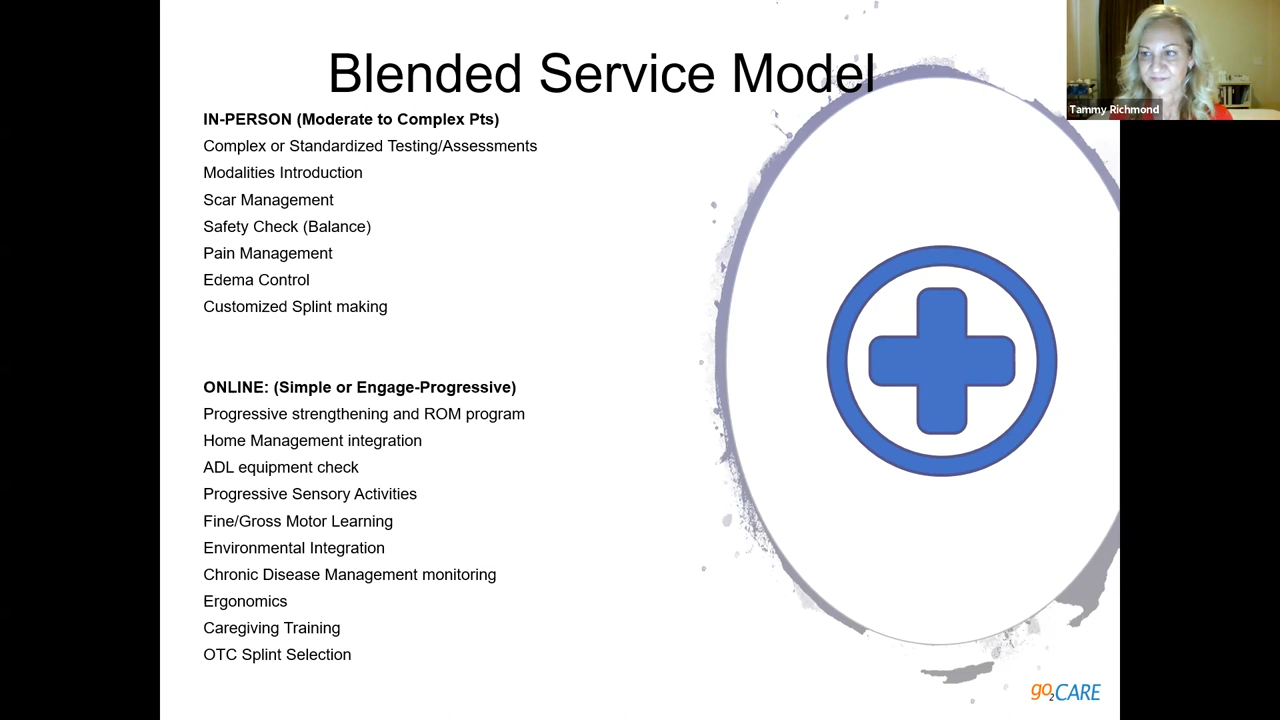 Blended Service Model
Tammy Richmond
IN-PERSON (Moderate to Complex Pts)
Complex or Standardized Testing/Assessments
Modalities Introduction
Scar Management
Safety Check (Balance)
Pain Management
Edema Control
Customized Splint making
ONLINE: (Simple or Engage-Progressive)
Progressive strengthening and ROM program
Home Management integration
ADL equipment check
Progressive Sensory Activities
Fine/Gross Motor Learning
Environmental Integration
Chronic Disease Management monitoring
Ergonomics
Caregiving Training
OTC Splint Selection
go2CARE